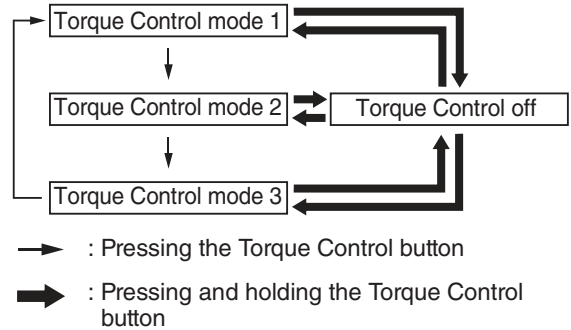 Torque Control mode 1
Torque Control mode 2
Torque Control off
Torque Control mode 3
: Pressing the Torque Control button
: Pressing and holding the Torque Control
button